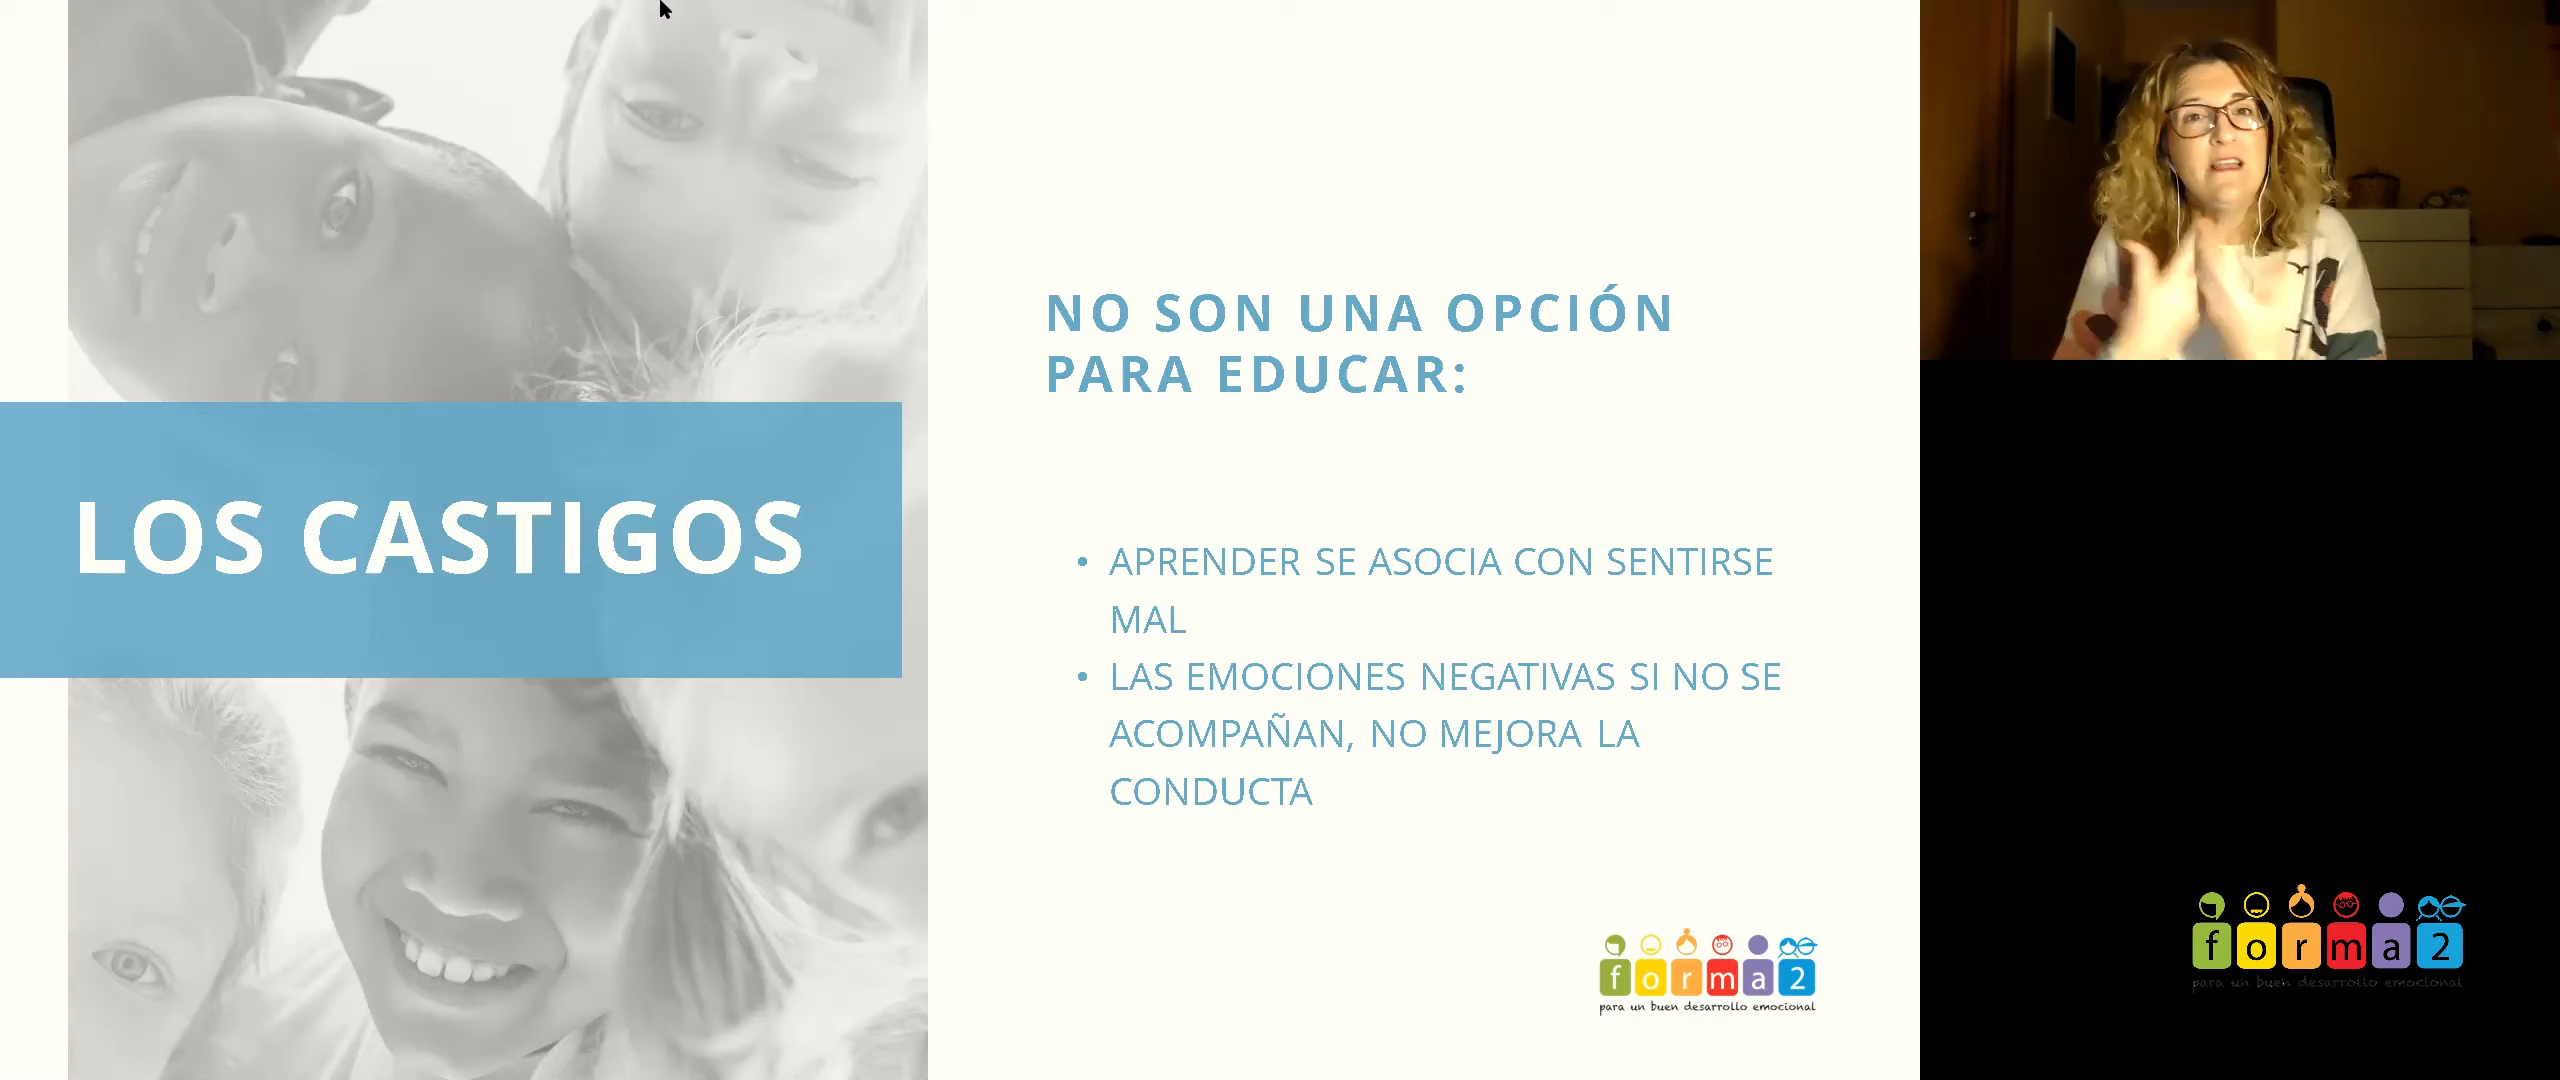 LOS CASTIGOS
NO SON UNA OPCIÓN
PARA EDUCAR:
• APRENDER SE ASOCIA CON SENTIRSE
MAL
• LAS EMOCIONES NEGATIVAS SI NO SE
ACOMPAÑAN, NO MEJORA LA
CONDUCTA
forma2
para un buen desarrollo emocional
forma2
para un buen desarrollo emocional